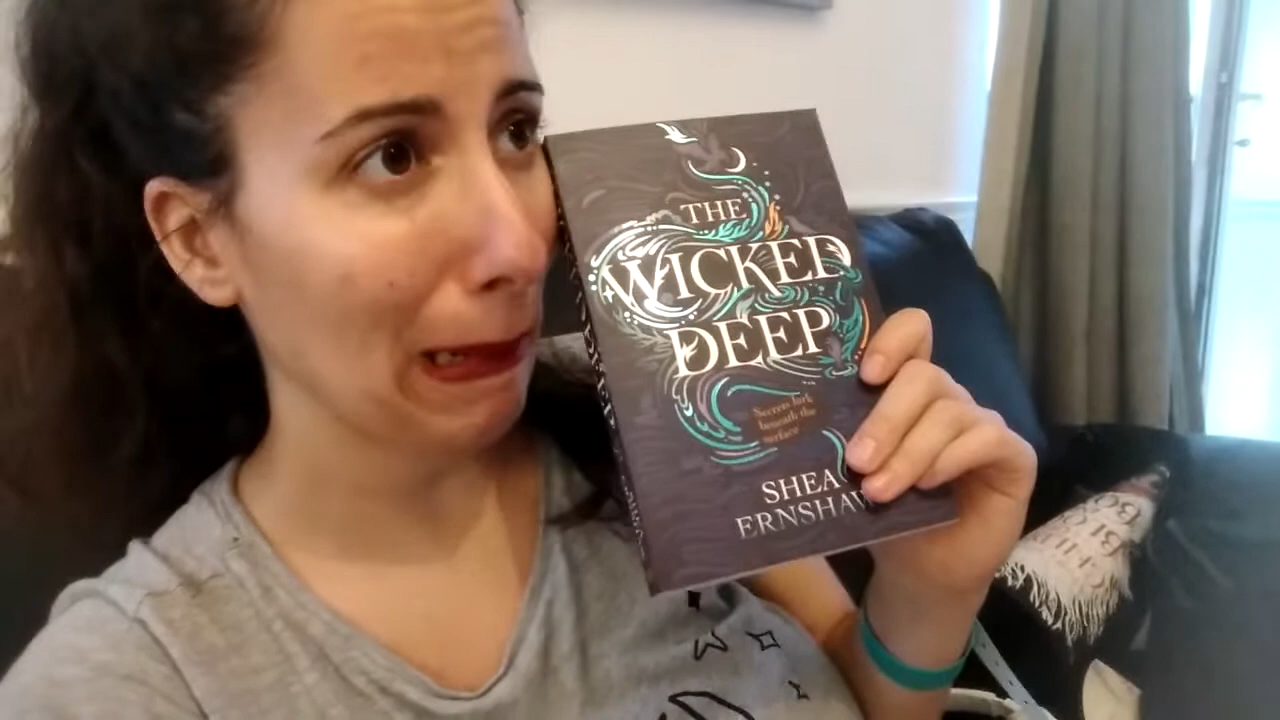 THE
WICKED
DEEP
Secrets lurk
beneath the
surface
SHEA
ERNSHAW